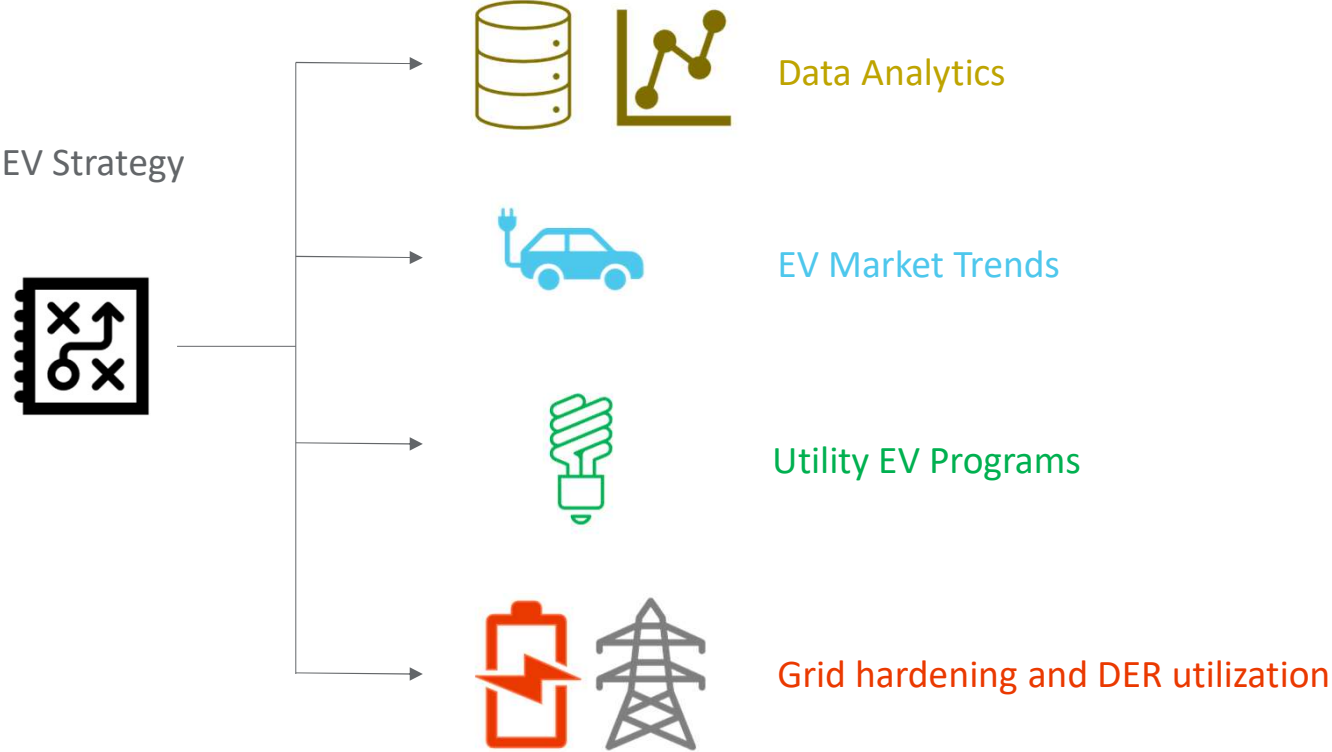 Data Analytics
EV Strategy
EV Market Trends
Utility EV Programs
Grid hardening and DER utilization